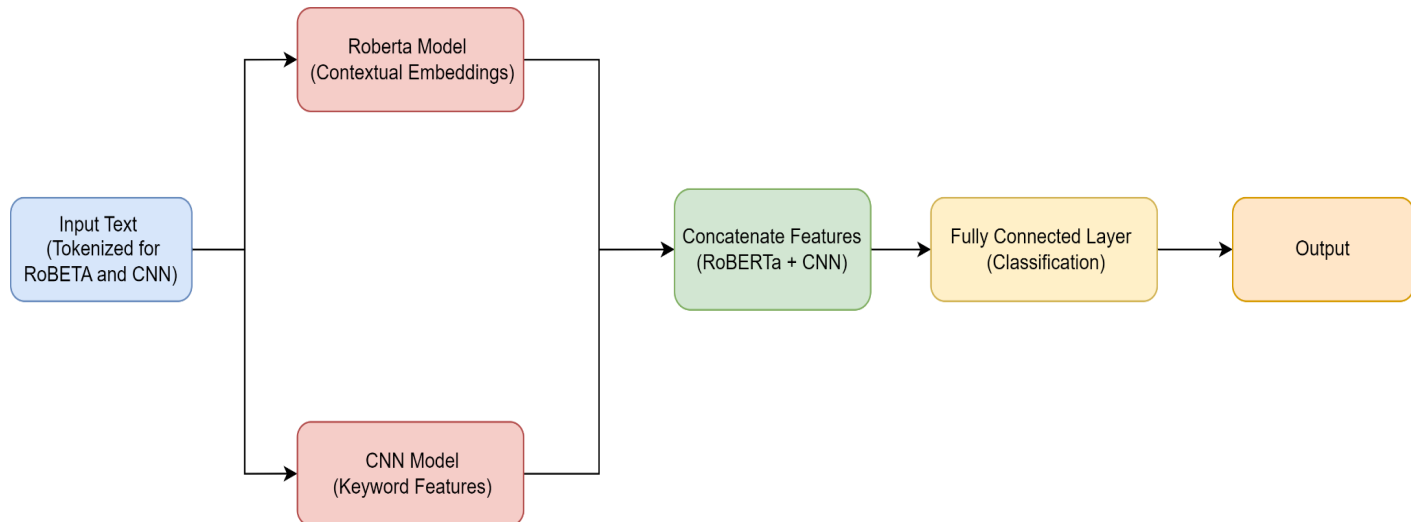 Roberta Model
(Contextual Embeddings)
Input Text
(Tokenized for
RoBETA and CNN)
Concatenate Features
(RoBERTa + CNN)
Fully Connected Layer
(Classification)
Output
CNN Model
(Keyword Features)